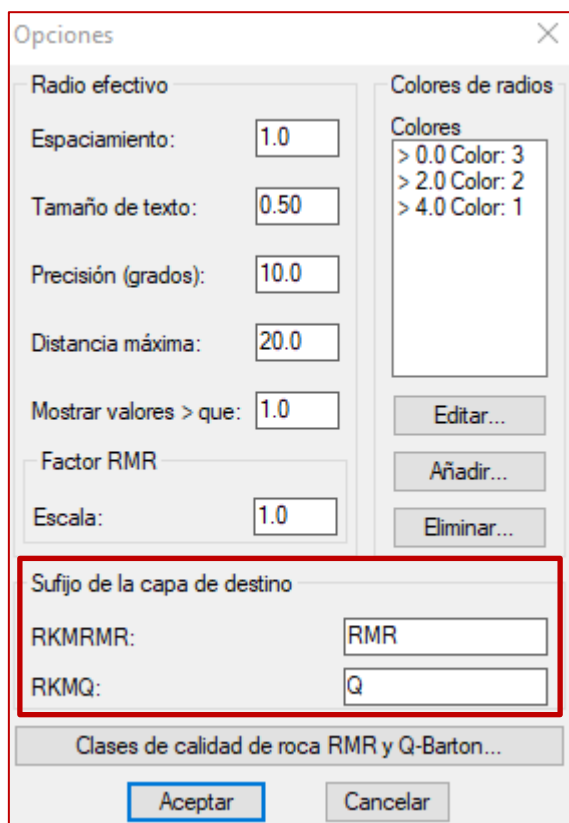 Opciones
Radio efectivo
Espaciamiento: 1.0
Tamaño de texto: 0.50
Precisión (grados): 10.0
Distancia máxima: 20.0
Mostrar valores > que: 1.0
Factor RMR
Escala: 1.0
Colores de radios
Colores
> 0.0 Color: 3
> 2.0 Color: 2
> 4.0 Color: 1
Editar...
Añadir...
Eliminar...
Sufijo de la capa de destino
RKMRMR: RMR
RKMQ: Q
Clases de calidad de roca RMR y Q-Barton...
Aceptar Cancelar